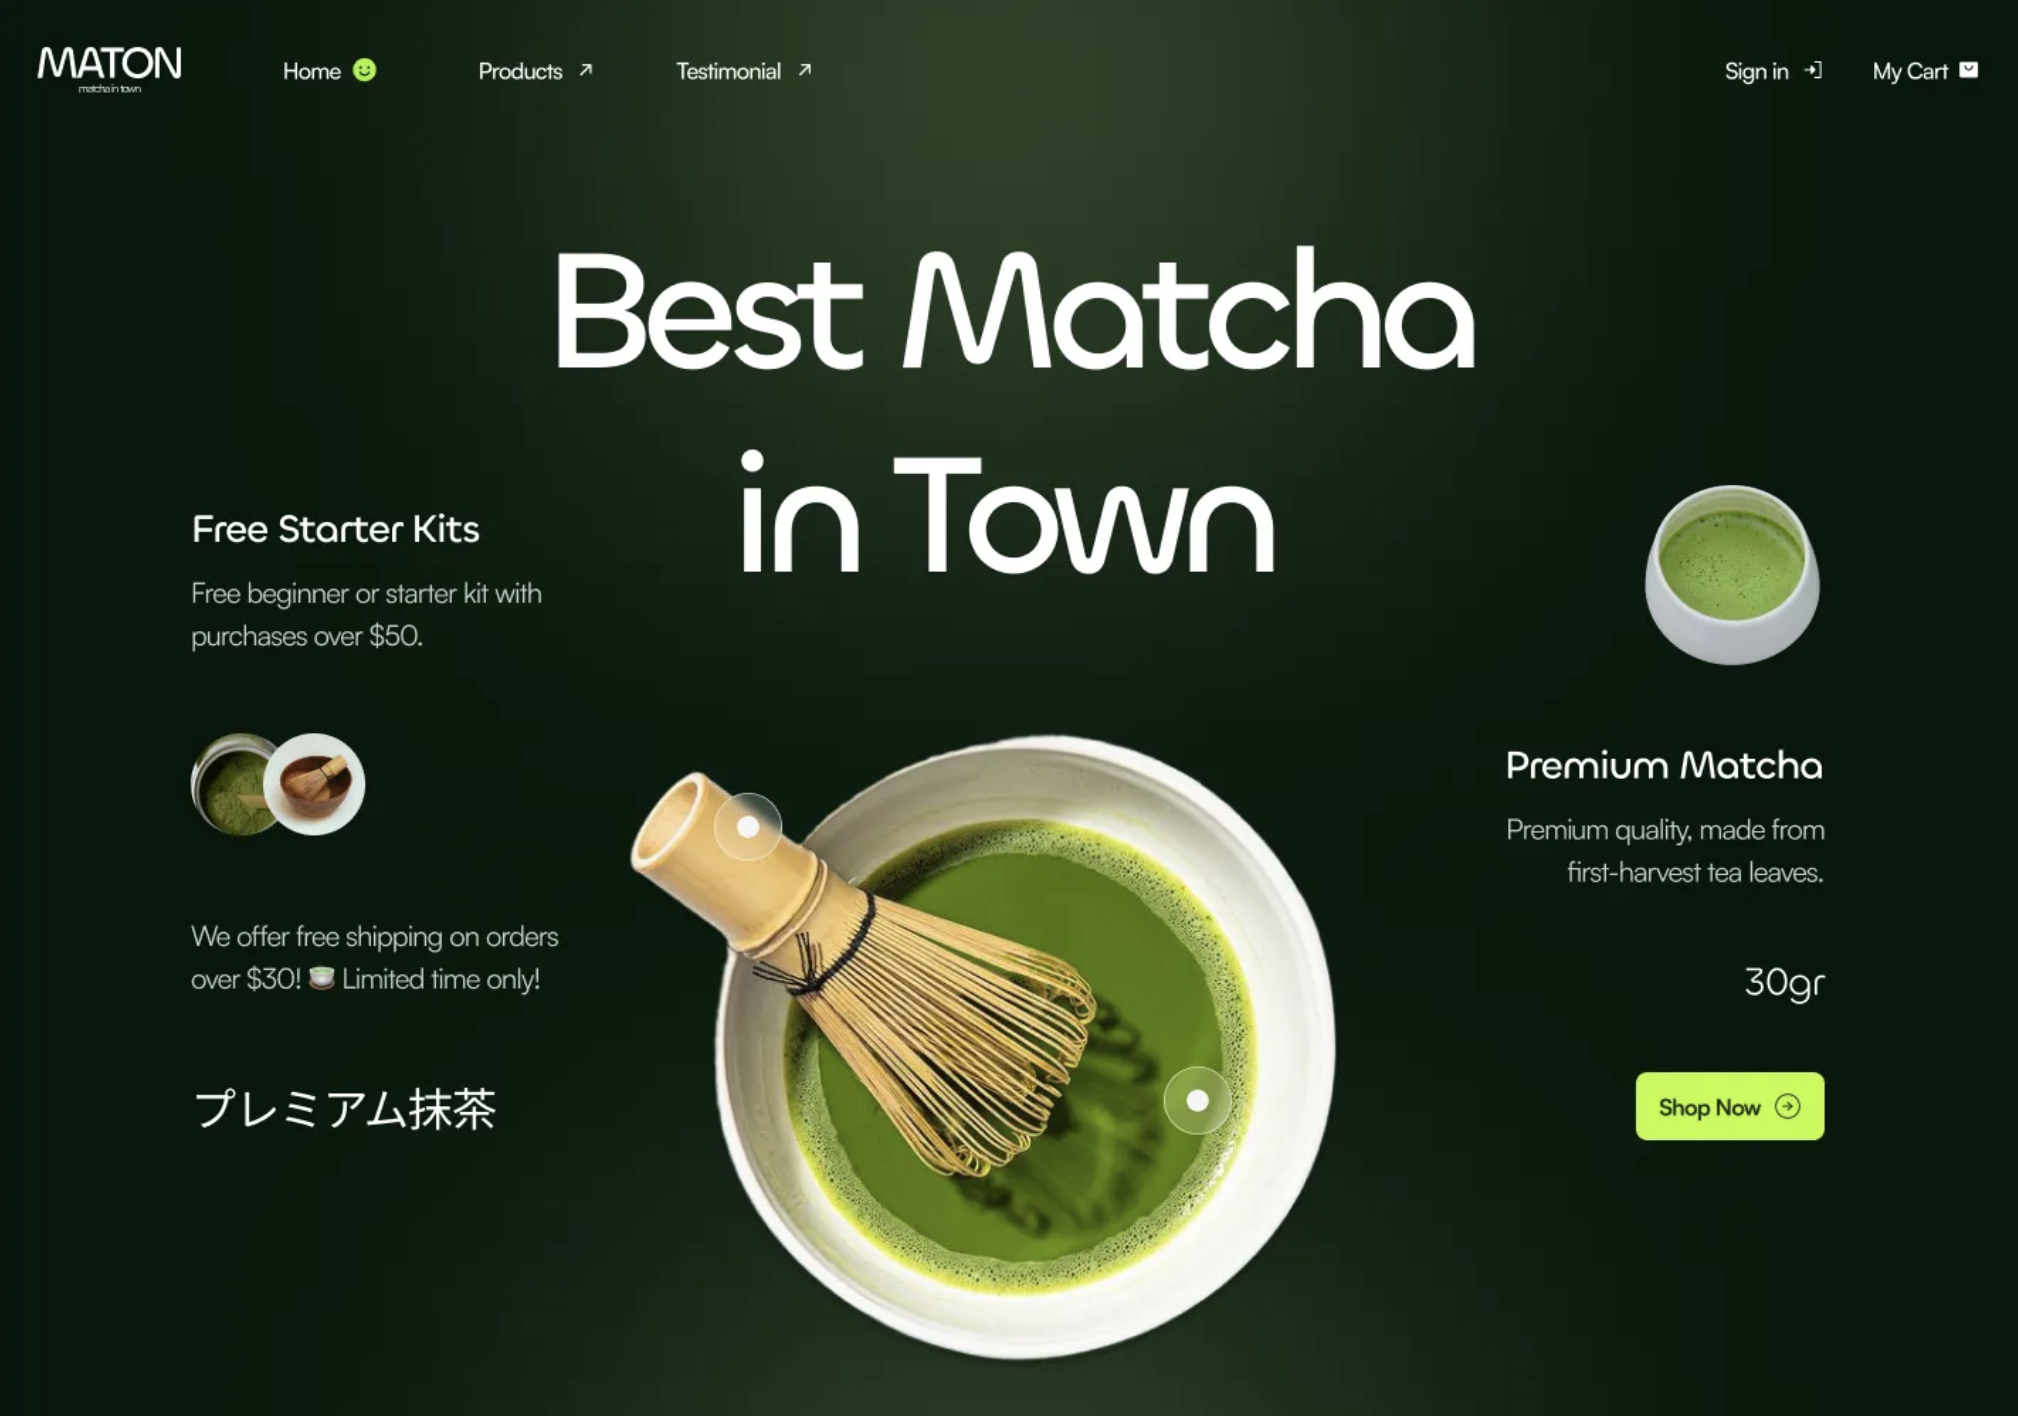 MATON
matcha in town
Home
Products
Testimonial
Sign in
My Cart
Best Matcha
in Town
Free Starter Kits
Free beginner or starter kit with
purchases over $50.
We offer free shipping on orders
over $30! 🍵 Limited time only!
プレミアム抹茶
Premium Matcha
Premium quality, made from
first-harvest tea leaves.
30gr
Shop Now